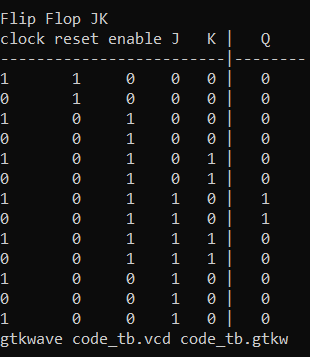 Flip Flop JK
clock reset enable J K | Q
-------------------------|--------
1 1 0 0 0 | 0
0 1 0 0 0 | 0
1 0 1 0 0 | 0
0 0 1 0 0 | 0
1 0 1 0 1 | 0
0 0 1 0 1 | 0
1 0 1 1 0 | 1
0 0 1 1 0 | 1
1 0 1 1 1 | 0
0 0 1 1 1 | 0
1 0 0 1 0 | 0
0 0 0 1 0 | 0
1 0 0 1 0 | 0
gtkwave code_tb.vcd code_tb.gtkw